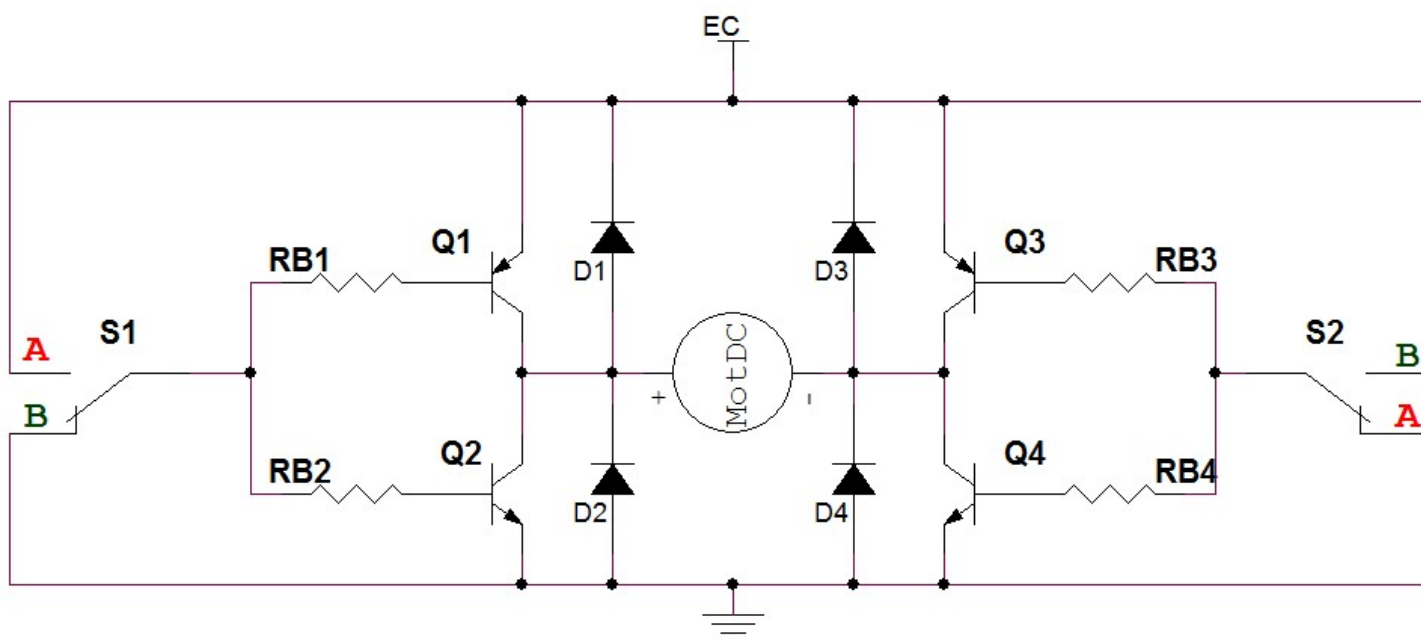 EC
Q1
Q3
RB1
D1
D3
RB3
S1
S2
A
B
MotDC
B
+
-
A
Q2
Q4
RB2
D2
D4
RB4